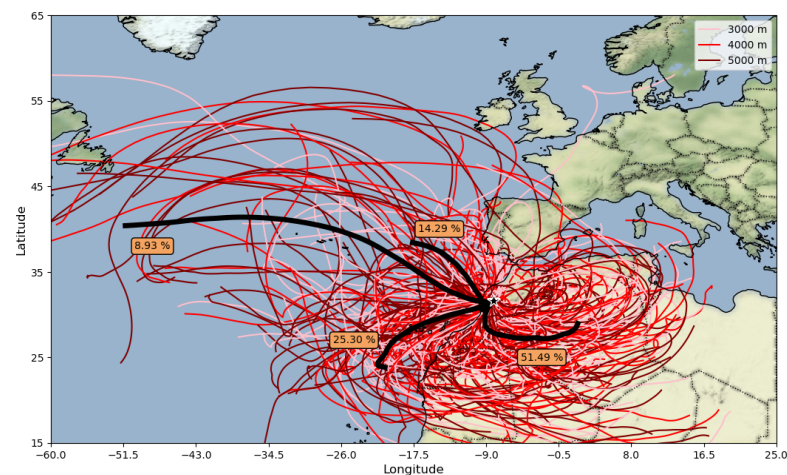 65
55
45
35
25
15
Latitude
3000 m
4000 m
5000 m
8.93 %
14.29 %
25.30 %
51.49 %
−60.0 −51.5 −43.0 −34.5 −26.0 −17.5 −9.0 −0.5 8.0 16.5 25.0
Longitude